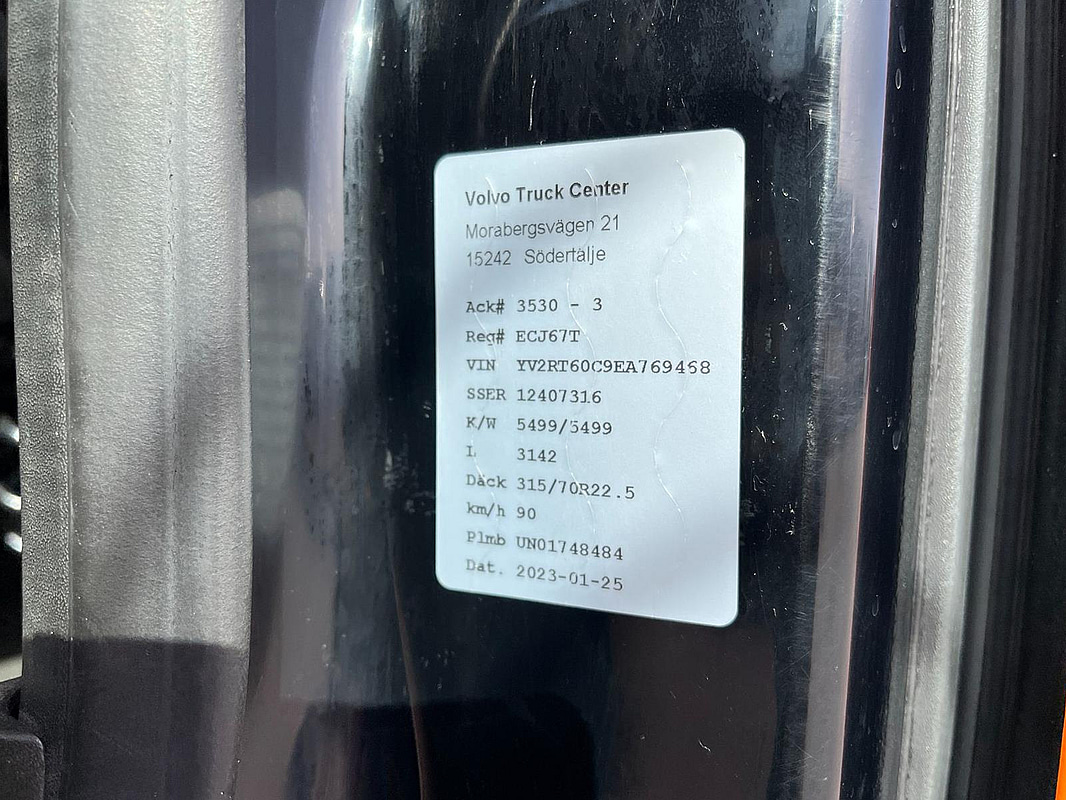 Volvo Truck Center
Morabergsvägen 21
15242 Södertälje
Ack# 3530 - 3
Reg# ECJ67T
VIN YV2RT60C9EA769468
SSER 12407316
K/W 5499/5499
L 3142
Däck 315/70R22.5
km/h 90
Plmb UN01748484
Dat. 2023-01-25